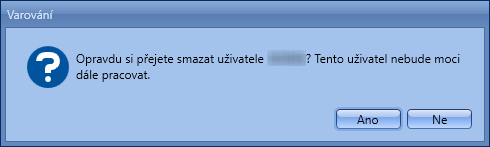 Varování
Opravdu si přejete smazat uživatele ? Tento uživatel nebude moci
dále pracovat.
Ano
Ne